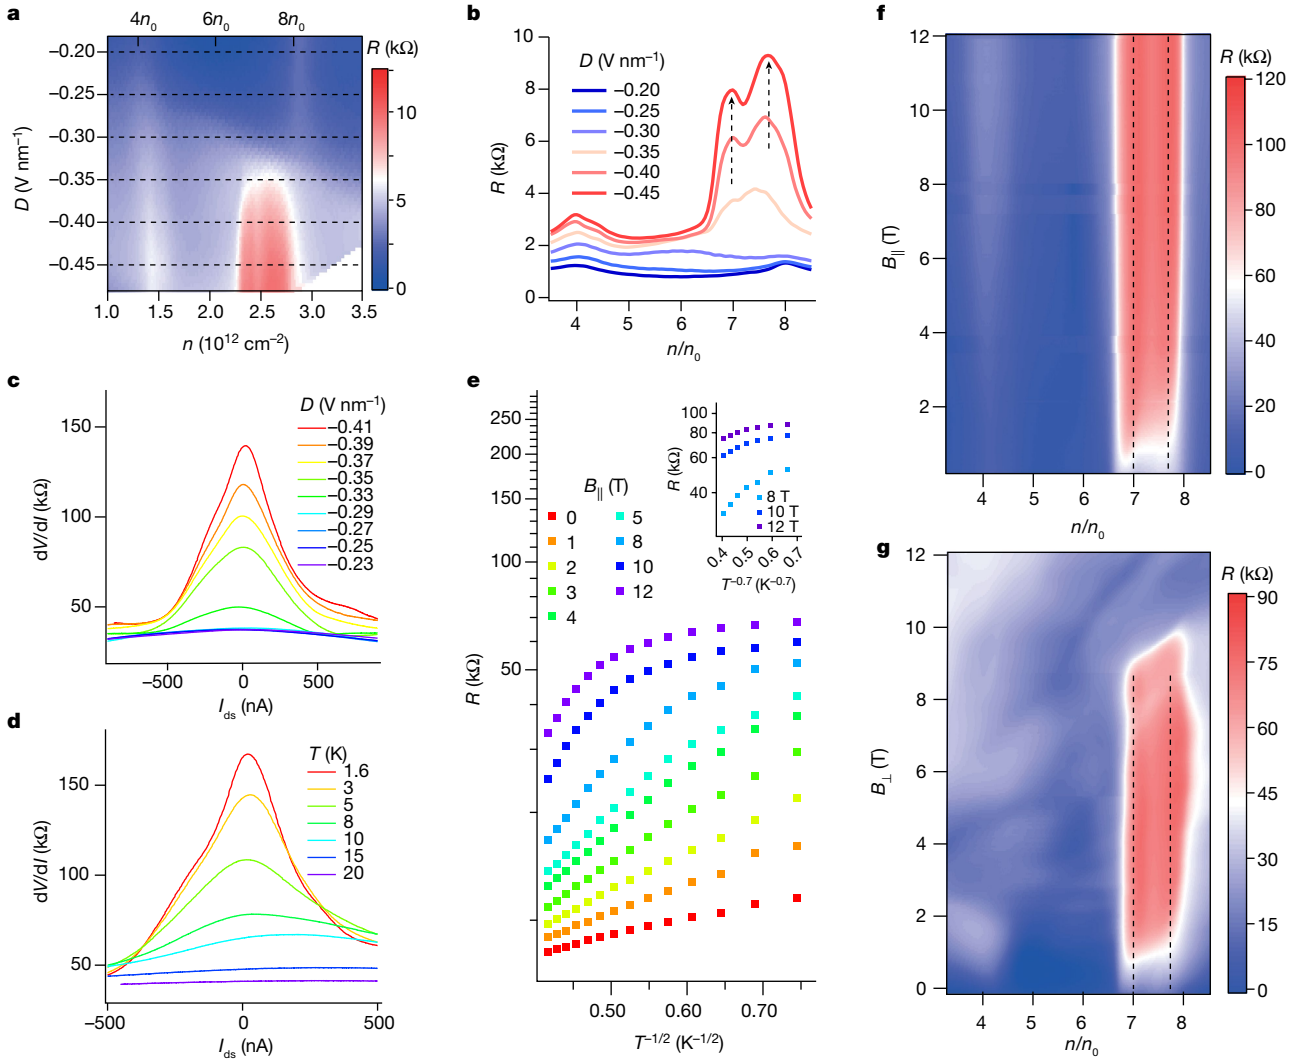 a
4n0 6n0 8n0
R (kΩ)
−0.20
−0.25
−0.30
−0.35
−0.40
−0.45
D (V nm−1)
10
5
0
1.0 1.5 2.0 2.5 3.0 3.5
n (1012 cm−2)
b
10
8
6
4
2
0
R (kΩ)
D (V nm−1)
−0.20
−0.25
−0.30
−0.35
−0.40
−0.45
4 5 6 7 8
n/n0
c
150
100
50
dV/dI (kΩ)
D (V nm−1)
−0.41
−0.39
−0.37
−0.35
−0.33
−0.29
−0.27
−0.25
−0.23
−500 0 500
Ids (nA)
d
150
100
50
dV/dI (kΩ)
T (K)
1.6
3
5
8
10
15
20
−500 0 500
Ids (nA)
e
250
200
150
100
50
R (kΩ)
B|| (T)
0 5
1 8
2 10
3 12
4
100
80
60
40
R (kΩ)
8 T
10 T
12 T
0.4 0.5 0.6 0.7
T−0.7 (K−0.7)
0.50 0.60 0.70
T−1/2 (K−1/2)
f
12
10
8
6
4
2
B|| (T)
R (kΩ)
120
100
80
60
40
20
0
4 5 6 7 8
n/n0
g
12
10
8
6
4
2
0
B⊥ (T)
R (kΩ)
90
75
60
45
30
15
0
4 5 6 7 8
n/n0